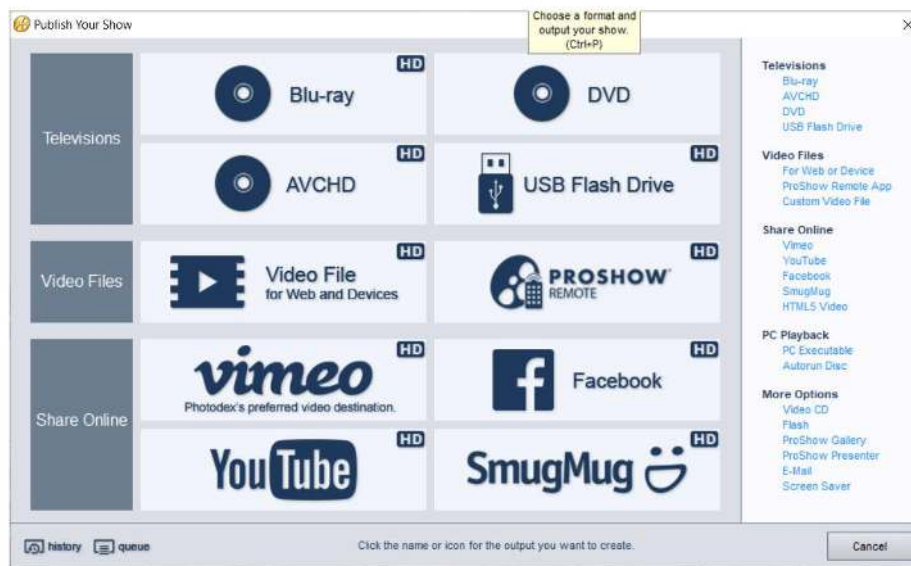 Publish Your Show
Choose a format and
output your show.
(Ctrl+P)
Televisions
Blu-ray
HD
DVD
AVCHD
HD
USB Flash Drive
HD
Video Files
Video File
for Web and Devices
HD
PROSHOW
REMOTE
HD
Share Online
vimeo
Photodex's preferred video destination.
HD
Facebook
HD
YouTube
HD
SmugMug
HD
Televisions
Blu-ray
AVCHD
DVD
USB Flash Drive
Video Files
For Web or Device
ProShow Remote App
Custom Video File
Share Online
Vimeo
YouTube
Facebook
SmugMug
HTML5 Video
PC Playback
PC Executable
Autorun Disc
More Options
Video CD
Flash
ProShow Gallery
ProShow Presenter
E-Mail
Screen Saver
history
queue
Click the name or icon for the output you want to create.
Cancel